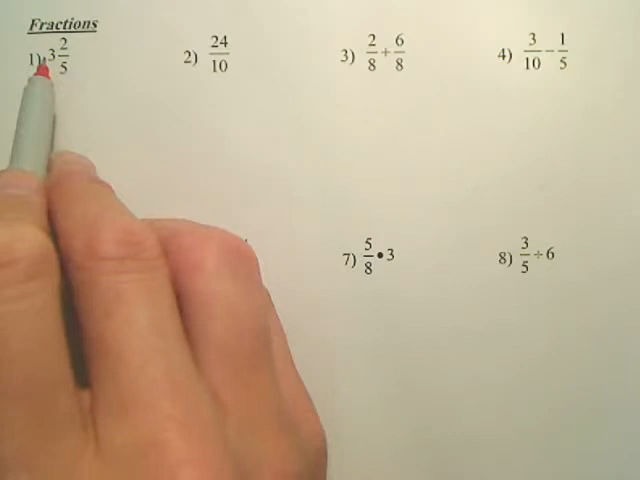 Fractions
1) 3 2/5
2) 24/10
3) 2/8 + 6/8
4) 3/10 − 1/5
7) 5/8 • 3
8) 3/5 ÷ 6